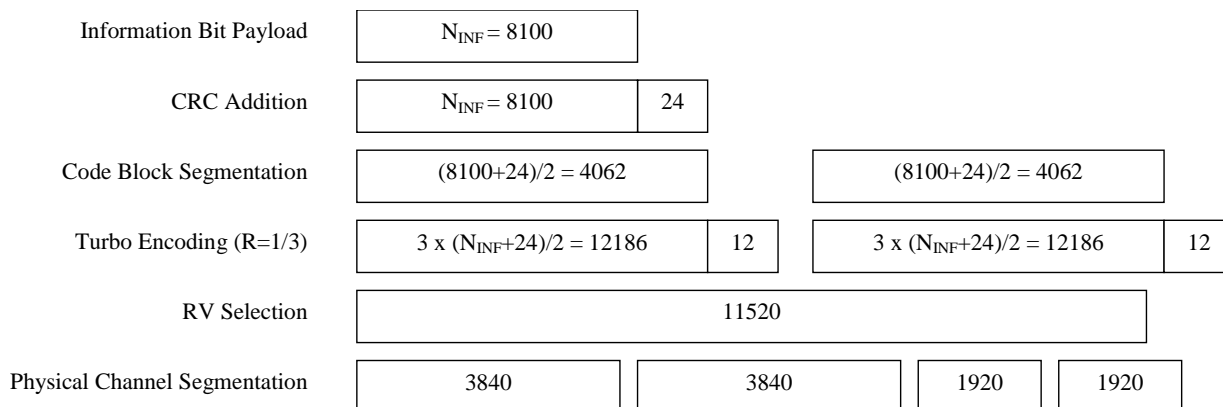 Information Bit Payload N_INF = 8100
CRC Addition N_INF = 8100 24
Code Block Segmentation (8100+24)/2 = 4062 (8100+24)/2 = 4062
Turbo Encoding (R=1/3) 3 x (N_INF+24)/2 = 12186 12 3 x (N_INF+24)/2 = 12186 12
RV Selection 11520
Physical Channel Segmentation 3840 3840 1920 1920